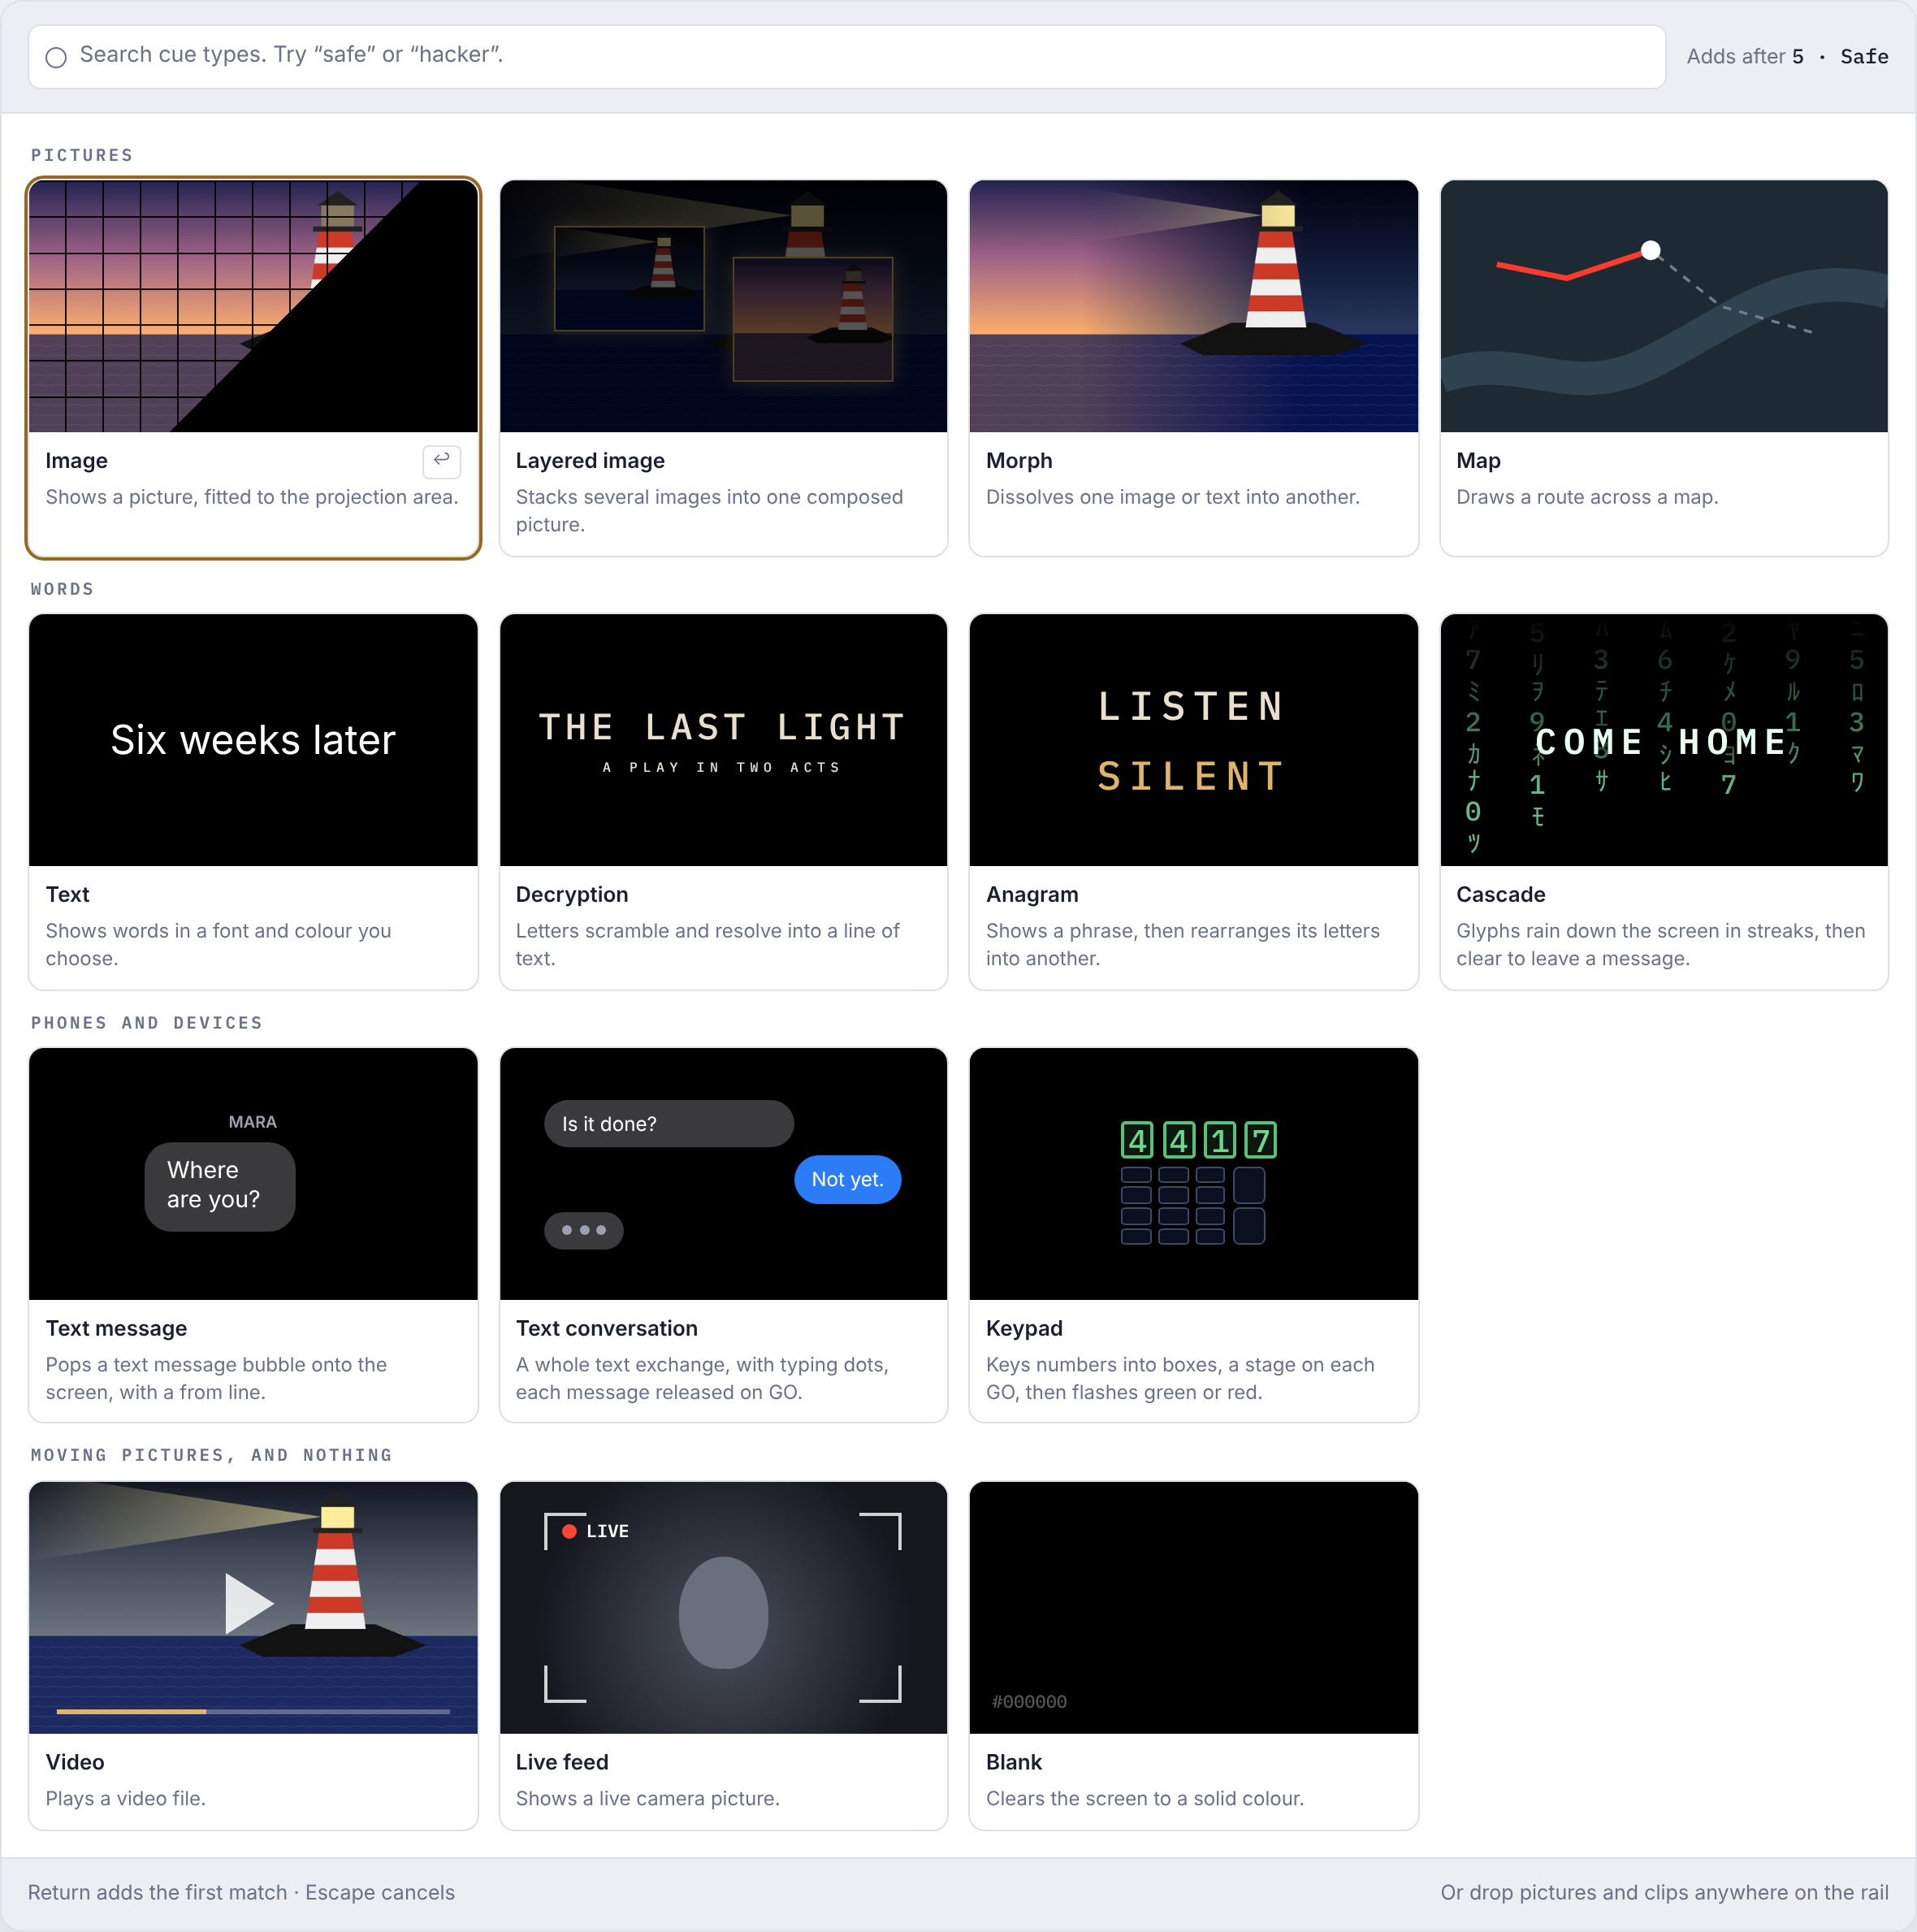 Search cue types. Try “safe” or “hacker”.
Adds after 5 · Safe
PICTURES
Image
Shows a picture, fitted to the projection area.
Layered image
Stacks several images into one composed
picture.
Morph
Dissolves one image or text into another.
Map
Draws a route across a map.
WORDS
Six weeks later
Text
Shows words in a font and colour you
choose.
THE LAST LIGHT
A PLAY IN TWO ACTS
Decryption
Letters scramble and resolve into a line of
text.
LISTEN
SILENT
Anagram
Shows a phrase, then rearranges its letters
into another.
COME HOME
Cascade
Glyphs rain down the screen in streaks, then
clear to leave a message.
PHONES AND DEVICES
MARA
Where
are you?
Text message
Pops a text message bubble onto the
screen, with a from line.
Is it done?
Not yet.
Text conversation
A whole text exchange, with typing dots,
each message released on GO.
4 4 1 7
Keypad
Keys numbers into boxes, a stage on each
GO, then flashes green or red.
MOVING PICTURES, AND NOTHING
Video
Plays a video file.
LIVE
Live feed
Shows a live camera picture.
#000000
Blank
Clears the screen to a solid colour.
Return adds the first match · Escape cancels
Or drop pictures and clips anywhere on the rail